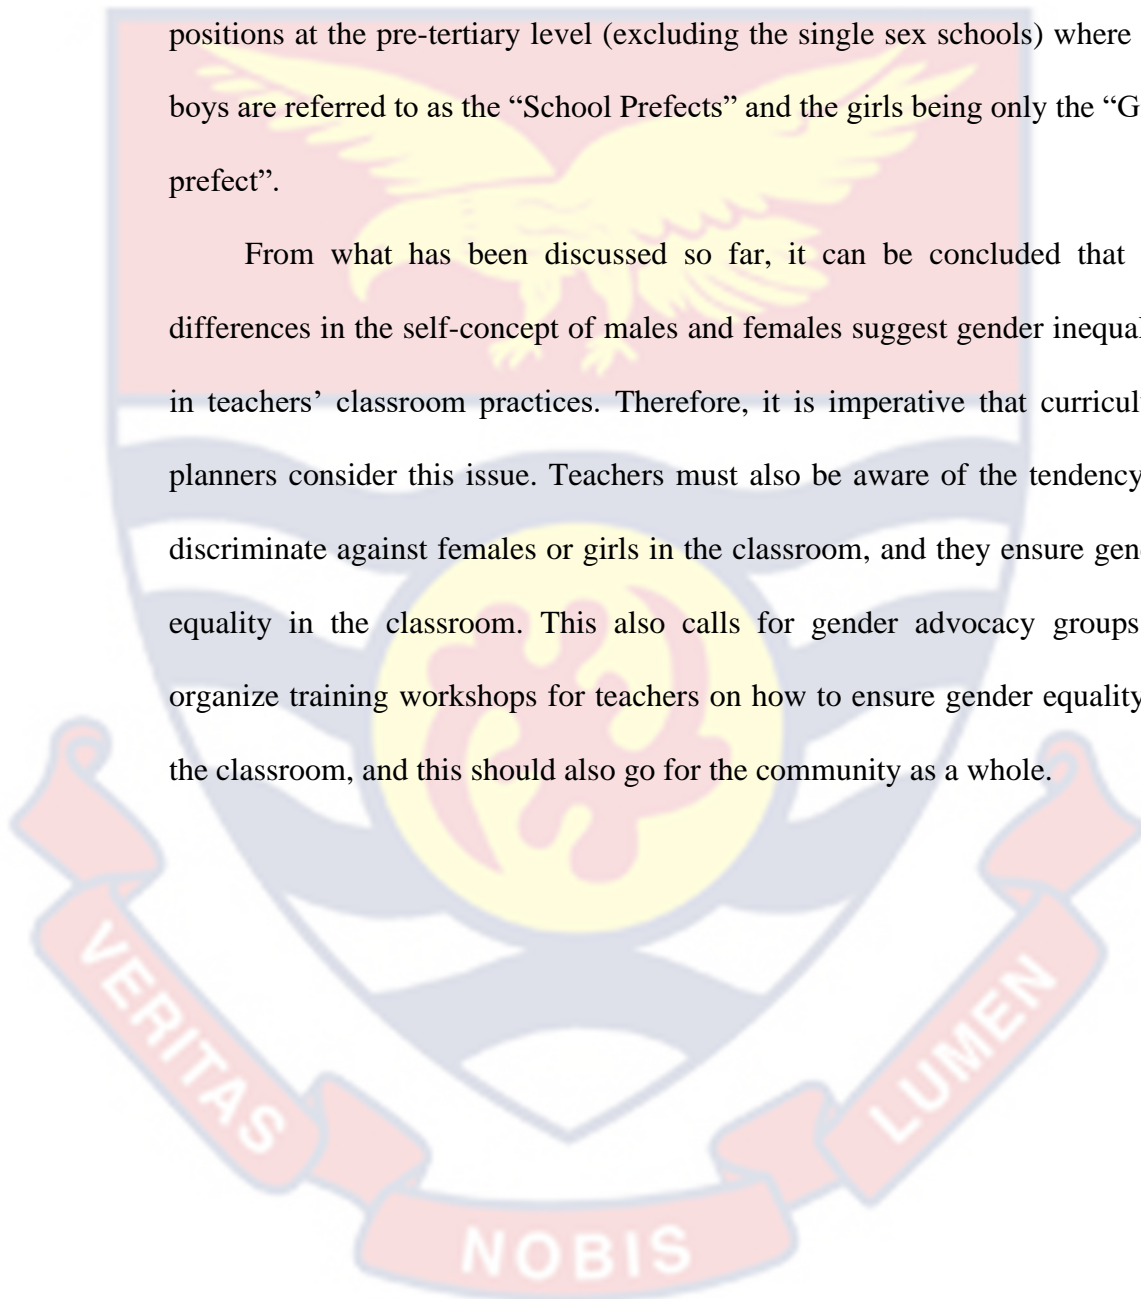 positions at the pre-tertiary level (excluding the single sex schools) where
boys are referred to as the “School Prefects” and the girls being only the “G
prefect”.
From what has been discussed so far, it can be concluded that
differences in the self-concept of males and females suggest gender inequal
in teachers’ classroom practices. Therefore, it is imperative that curricul
planners consider this issue. Teachers must also be aware of the tendency
discriminate against females or girls in the classroom, and they ensure gen
equality in the classroom. This also calls for gender advocacy groups
organize training workshops for teachers on how to ensure gender equality
the classroom, and this should also go for the community as a whole.
VERITAS
NOBIS
LUMEN